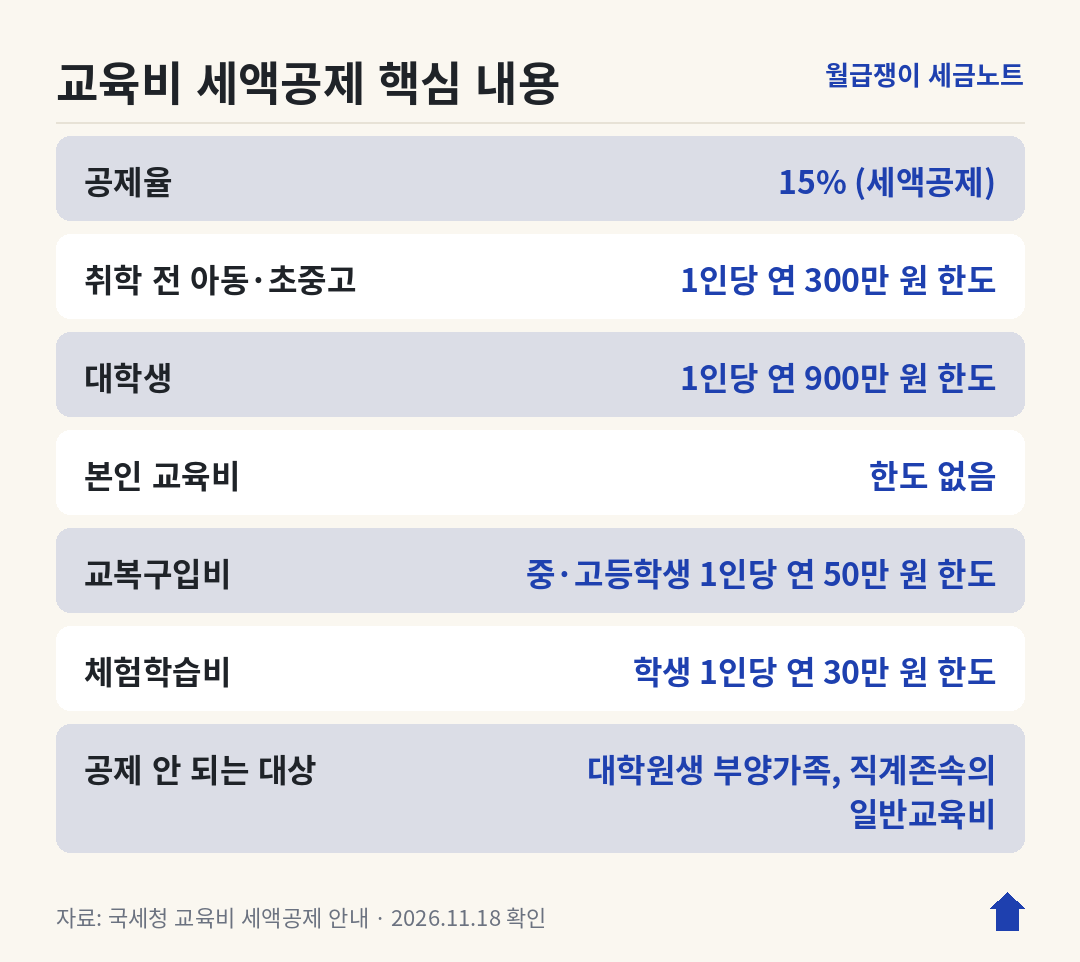 교육비 세액공제 핵심 내용
월급쟁이 세금노트
공제율
15% (세액공제)
취학 전 아동·초중고
1인당 연 300만 원 한도
대학생
1인당 연 900만 원 한도
본인 교육비
한도 없음
교복구입비
중·고등학생 1인당 연 50만 원 한도
체험학습비
학생 1인당 연 30만 원 한도
공제 안 되는 대상
대학원생 부양가족, 직계존속의
일반교육비
자료: 국세청 교육비 세액공제 안내 · 2026.11.18 확인